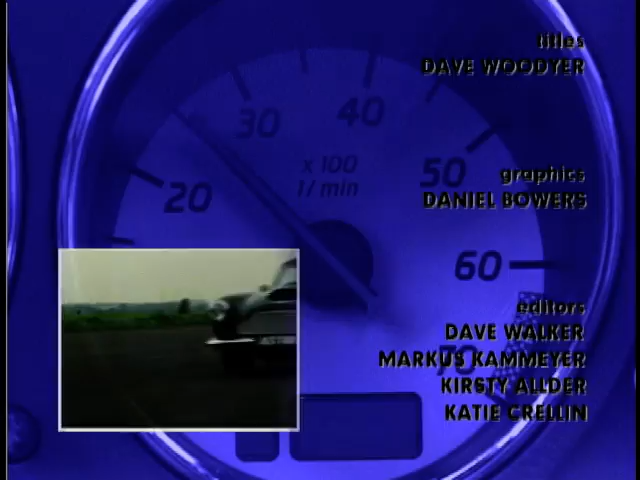 titles
DAVE WOODYER
30
40
x 100
1/min
20
50
graphics
DANIEL BOWERS
60
editors
DAVE WALKER
70
MARKUS KAMMEYER
KIRSTY ALLDER
KATIE CRELLIN